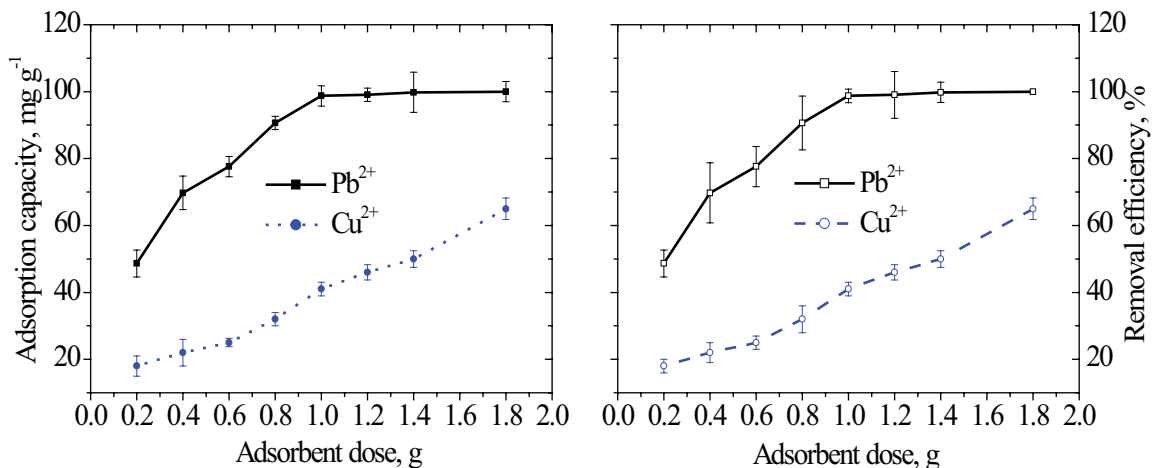 120
100
80
60
40
20
Adsorption capacity, mg g-1
Pb2+
Cu2+
0.0 0.2 0.4 0.6 0.8 1.0 1.2 1.4 1.6 1.8 2.0
Adsorbent dose, g
Pb2+
Cu2+
0.0 0.2 0.4 0.6 0.8 1.0 1.2 1.4 1.6 1.8 2.0
Adsorbent dose, g
120
100
80
60
40
20
Removal efficiency, %